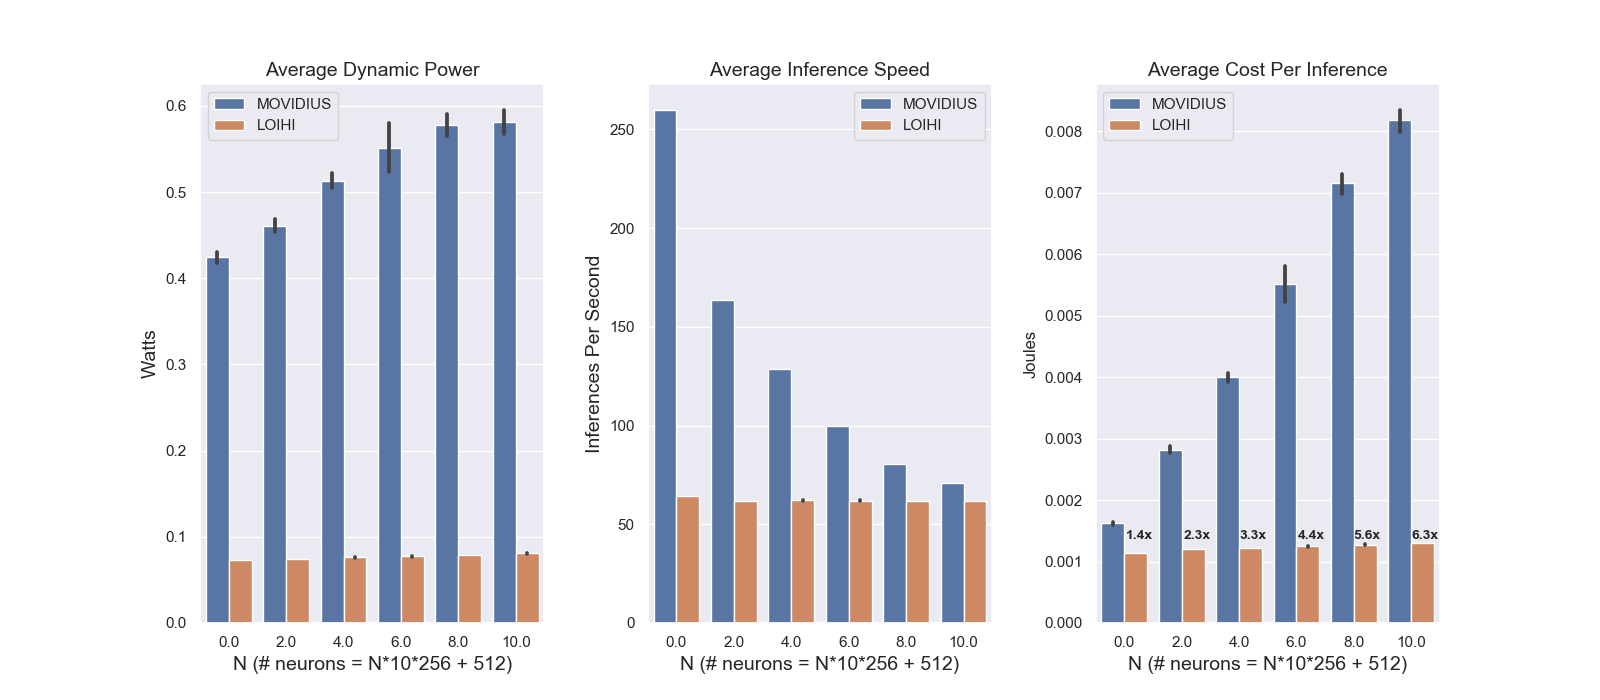 Average Dynamic Power
MOVIDIUS
LOIHI
0.6
0.5
0.4
0.3
0.2
0.1
0.0
Watts
0.0 2.0 4.0 6.0 8.0 10.0
N (# neurons = N*10*256 + 512)
Average Inference Speed
MOVIDIUS
LOIHI
250
200
150
100
50
0
Inferences Per Second
0.0 2.0 4.0 6.0 8.0 10.0
N (# neurons = N*10*256 + 512)
Average Cost Per Inference
MOVIDIUS
LOIHI
0.008
0.007
0.006
0.005
0.004
0.003
0.002
0.001
0.000
Joules
1.4x 2.3x 3.3x 4.4x 5.6x 6.3x
0.0 2.0 4.0 6.0 8.0 10.0
N (# neurons = N*10*256 + 512)